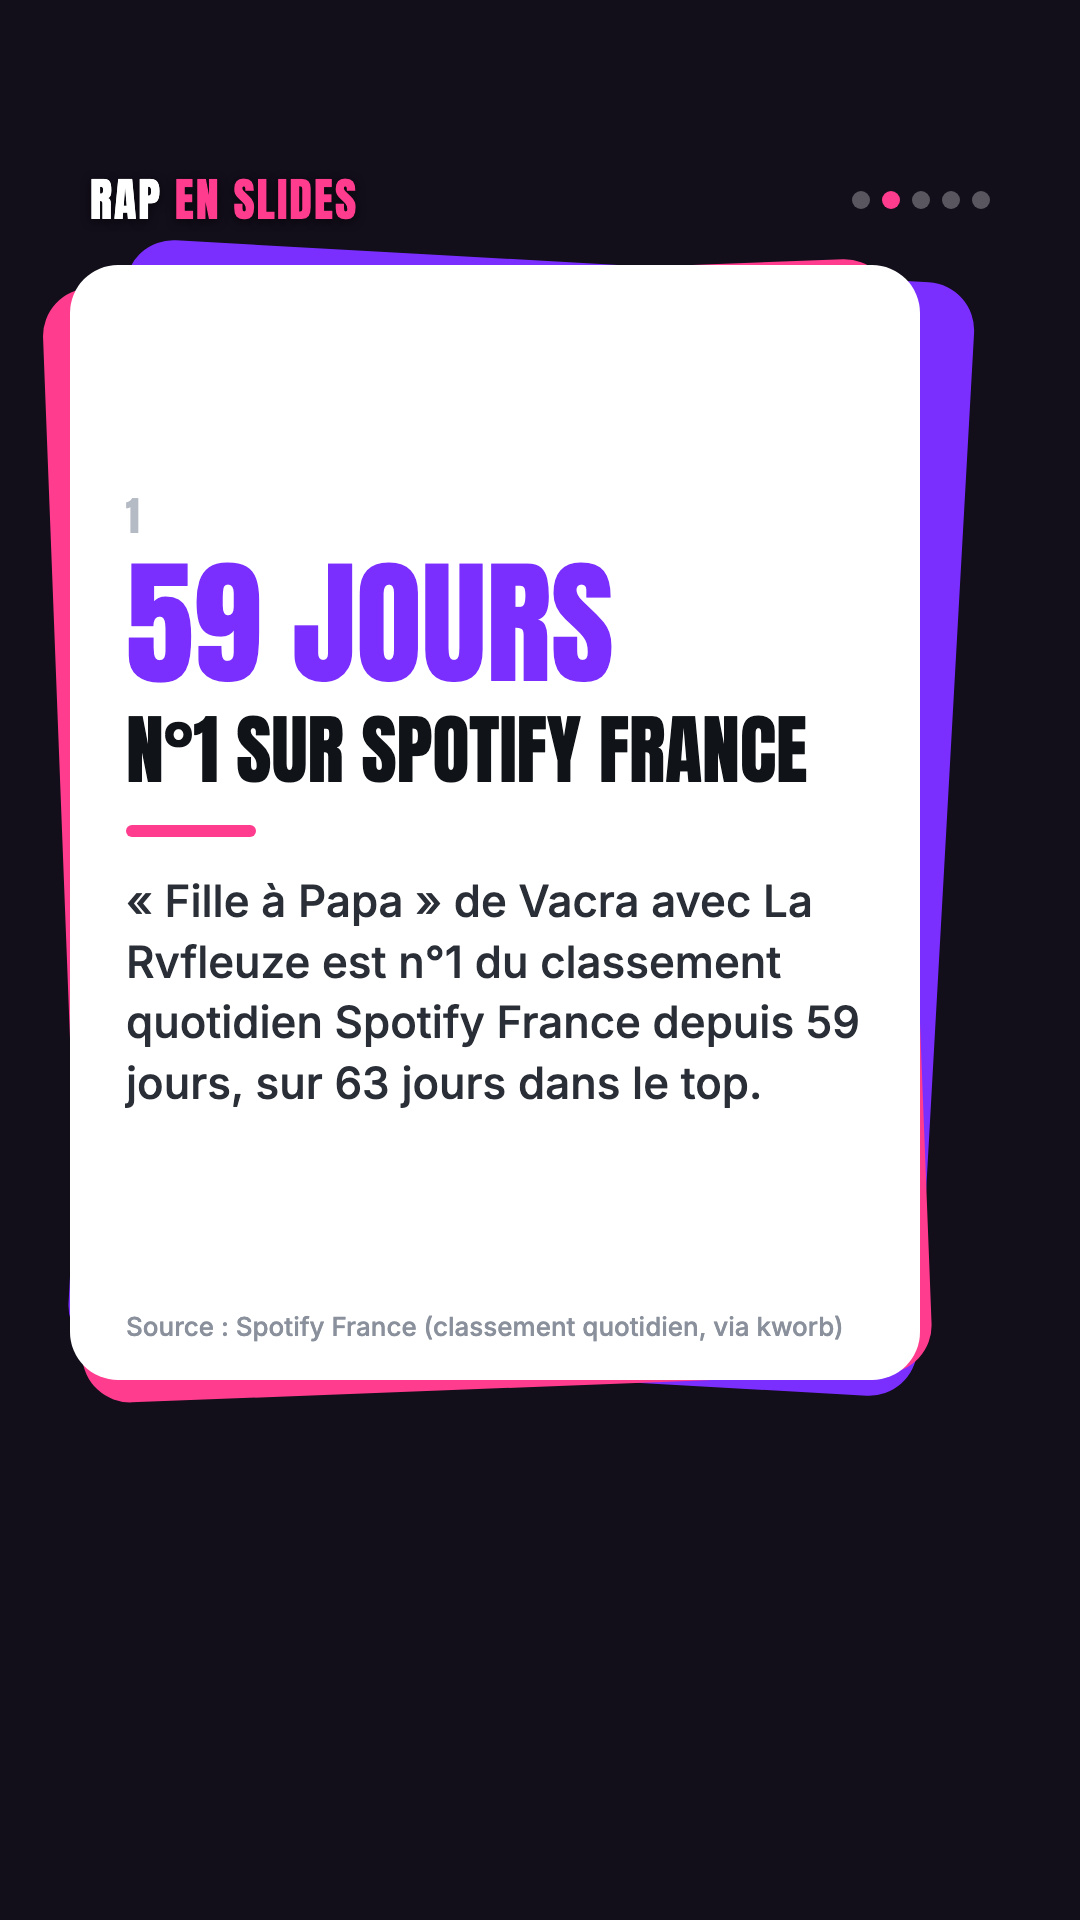 RAP EN SLIDES
1
59 JOURS
N°1 SUR SPOTIFY FRANCE
« Fille à Papa » de Vacra avec La
Rvfleuze est n°1 du classement
quotidien Spotify France depuis 59
jours, sur 63 jours dans le top.
Source : Spotify France (classement quotidien, via kworb)